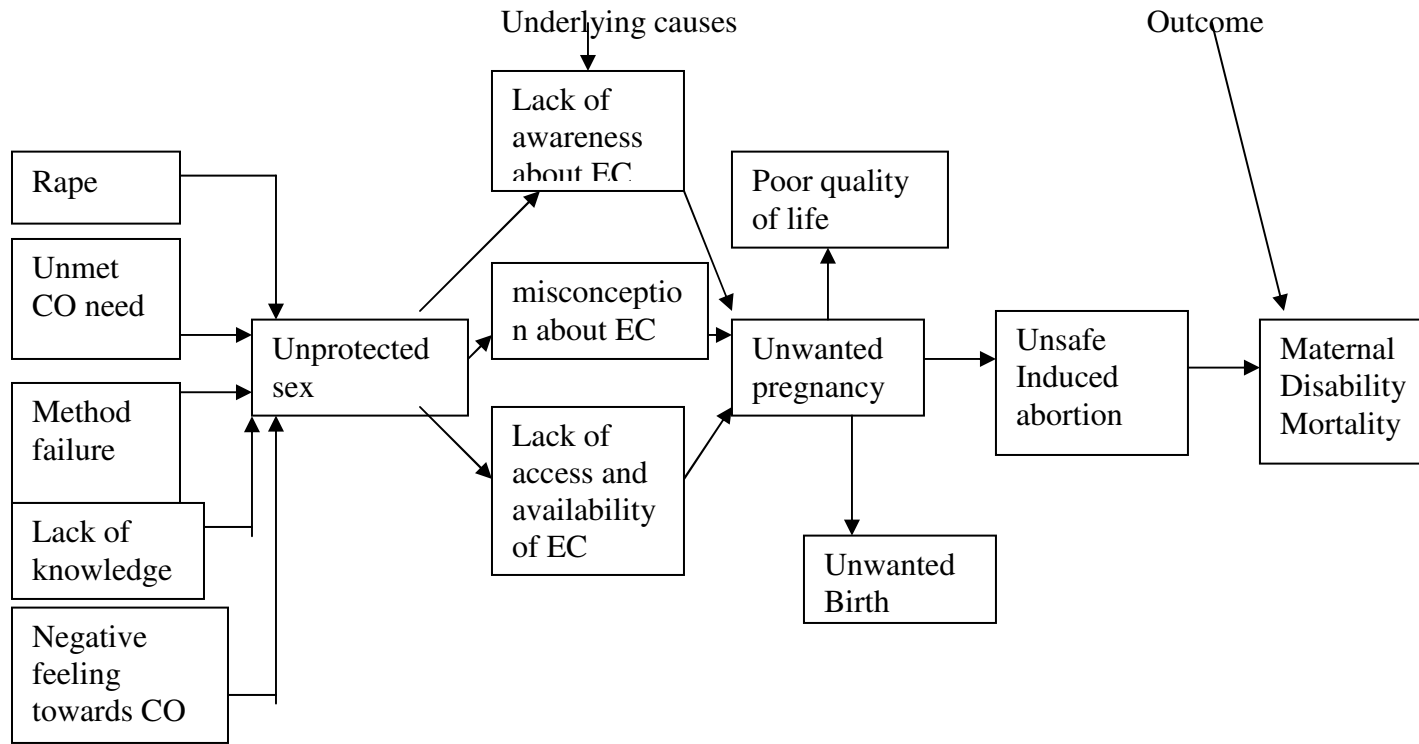 Underlying causes
Outcome
Lack of
awareness
about EC
Rape
Poor quality
of life
Unmet
CO need
misconceptio
n about EC
Unprotected
sex
Unwanted
pregnancy
Unsafe
Induced
abortion
Maternal
Disability
Mortality
Method
failure
Lack of
access and
availability
of EC
Lack of
knowledge
Unwanted
Birth
Negative
feeling
towards CO